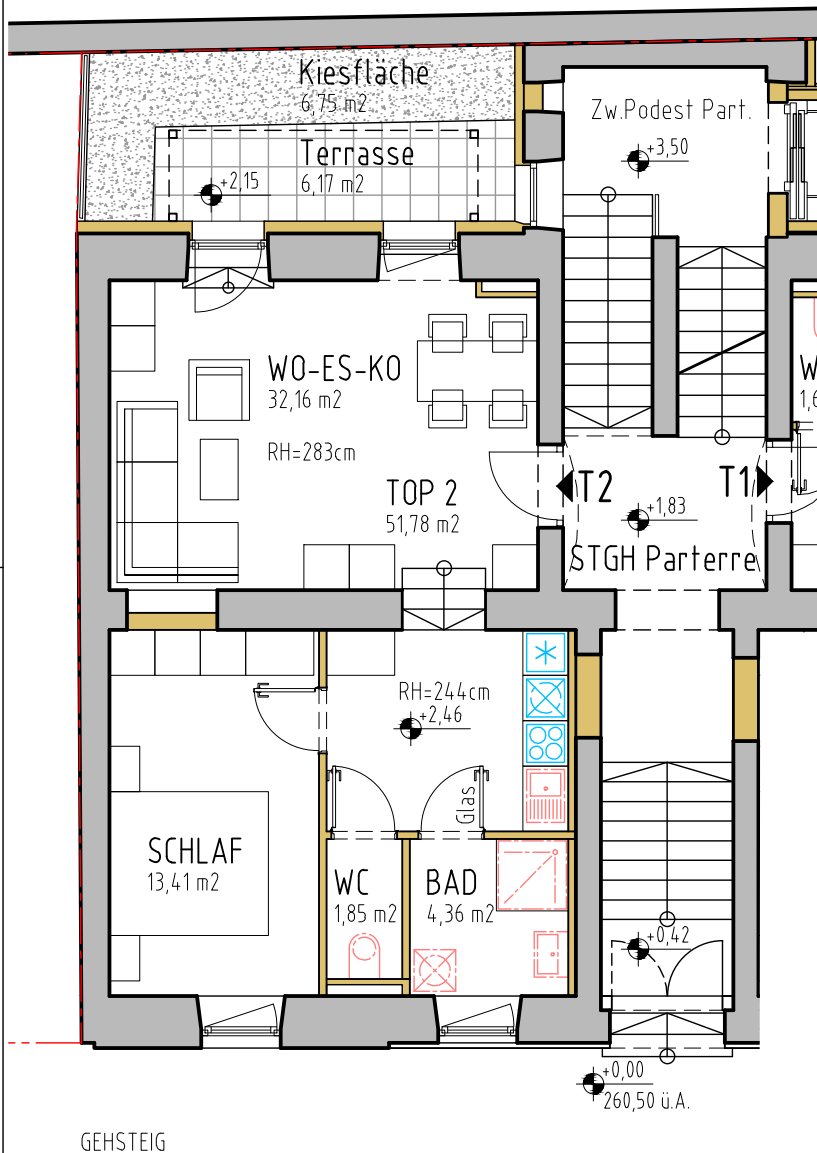 Kiesfläche
6,75 m2
Zw.Podest Part.
+3,50
Terrasse
6,17 m2
+2,15
WO-ES-KO
32,16 m2
RH=283cm
W
1,6
TOP 2
51,78 m2
T2
T1
+1,83
STGH Parterre
RH=244cm
+2,46
Glas
SCHLAF
13,41 m2
WC
1,85 m2
BAD
4,36 m2
+0,42
+0,00
260,50 ü.A.
GEHSTEIG